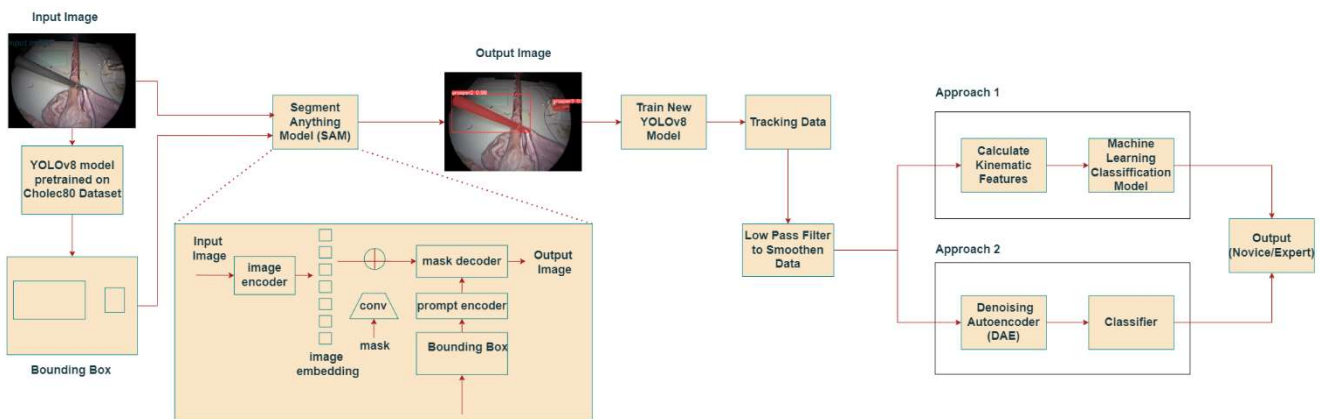 Input Image
Input Image
YOLOv8 model
pretrained on
Cholec80 Dataset
Bounding Box
Segment
Anything
Model (SAM)
Output Image
Train New
YOLOv8
Model
Tracking Data
Low Pass Filter
to Smoothen
Data
Input
Image
image
encoder
image
embedding
conv
mask
mask decoder
prompt encoder
Bounding Box
Output
Image
Approach 1
Calculate
Kinematic
Features
Machine
Learning
Classiffication
Model
Approach 2
Denoising
Autoencoder
(DAE)
Classifier
Output
(Novice/Expert)